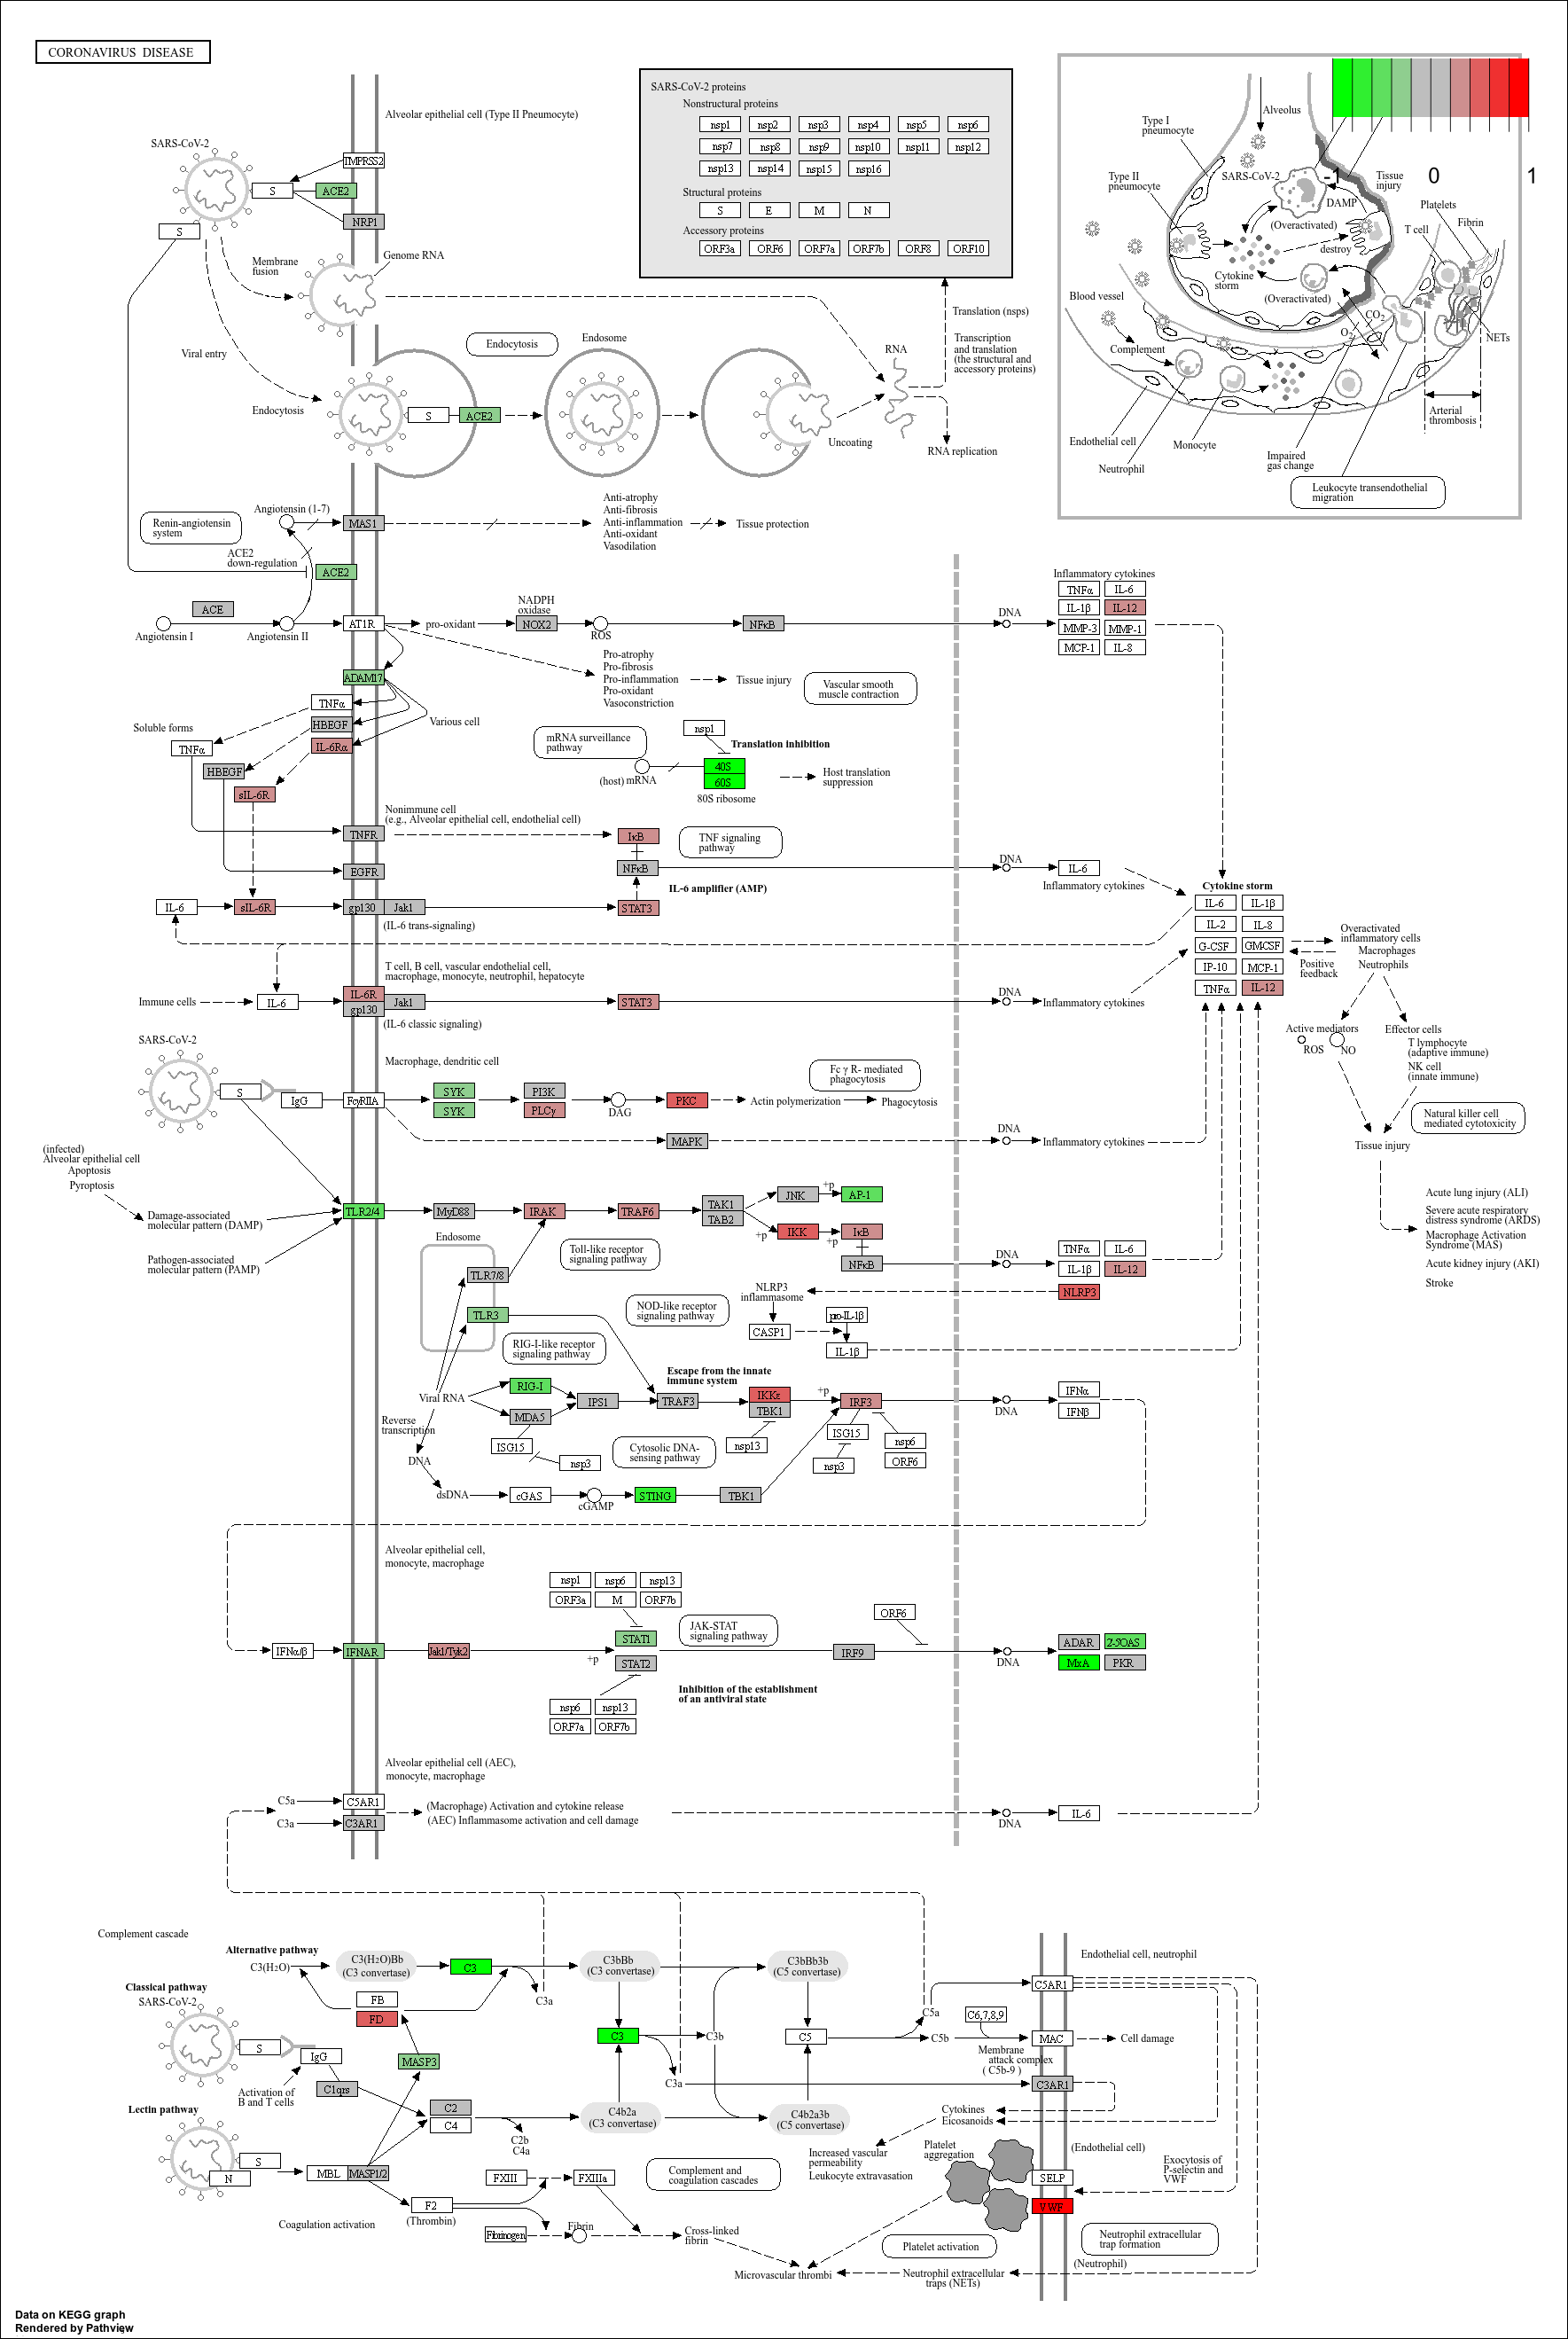 CORONAVIRUS DISEASE
Alveolar epithelial cell (Type II Pneumocyte)
SARS-CoV-2
TMPRSS2
S
ACE2
NRP1
S
Membrane
fusion
Genome RNA
Viral entry
Endocytosis
Endosome
Endocytosis
S
ACE2
Uncoating
RNA
RNA replication
Translation (nsps)
Transcription
and translation
(the structural and
accessory proteins)
SARS-CoV-2 proteins
Nonstructural proteins
nsp1 nsp2 nsp3 nsp4 nsp5 nsp6
nsp7 nsp8 nsp9 nsp10 nsp11 nsp12
nsp13 nsp14 nsp15 nsp16
Structural proteins
S E M N
Accessory proteins
ORF3a ORF6 ORF7a ORF7b ORF8 ORF10
-1 0 1
Alveolus
Type I
pneumocyte
Type II
pneumocyte
SARS-CoV-2
DAMP
Tissue
injury
(Overactivated)
destroy
Cytokine
storm
(Overactivated)
Platelets
Fibrin
T cell
Blood vessel
Complement
O2
CO2
NETs
Arterial
thrombosis
Endothelial cell
Neutrophil
Monocyte
Impaired
gas change
Leukocyte transendothelial
migration
Renin-angiotensin
system
Angiotensin (1-7)
MAS1
Anti-atrophy
Anti-fibrosis
Anti-inflammation
Anti-oxidant
Vasodilation
Tissue protection
ACE2
down-regulation
ACE2
ACE
Angiotensin I
Angiotensin II
AT1R
pro-oxidant
NADPH
oxidase
NOX2
ROS
NFκB
DNA
Inflammatory cytokines
TNFα IL-6
IL-1β IL-12
MMP-3 MMP-1
MCP-1 IL-8
Pro-atrophy
Pro-fibrosis
Pro-inflammation
Pro-oxidant
Vasoconstriction
Tissue injury
Vascular smooth
muscle contraction
ADAM17
TNFα
HBEGF
IL-6Rα
Various cell
Soluble forms
TNFα
HBEGF
sIL-6R
mRNA surveillance
pathway
nsp1
Translation inhibition
(host) mRNA
40S
60S
80S ribosome
Host translation
suppression
Nonimmune cell
(e.g., Alveolar epithelial cell, endothelial cell)
TNFR
IκB
TNF signaling
pathway
EGFR
NFκB
DNA
IL-6
Inflammatory cytokines
IL-6 amplifier (AMP)
IL-6
sIL-6R
gp130
Jak1
STAT3
(IL-6 trans-signaling)
Cytokine storm
IL-6 IL-1β
IL-2 IL-8
G-CSF GMCSF
IP-10 MCP-1
TNFα IL-12
Positive
feedback
Overactivated
inflammatory cells
Macrophages
Neutrophils
Active mediators
ROS NO
Effector cells
T lymphocyte
(adaptive immune)
NK cell
(innate immune)
Natural killer cell
mediated cytotoxicity
Tissue injury
Acute lung injury (ALI)
Severe acute respiratory
distress syndrome (ARDS)
Macrophage Activation
Syndrome (MAS)
Acute kidney injury (AKI)
Stroke
T cell, B cell, vascular endothelial cell,
macrophage, monocyte, neutrophil, hepatocyte
Immune cells
IL-6
IL-6R
gp130
Jak1
STAT3
DNA
Inflammatory cytokines
(IL-6 classic signaling)
SARS-CoV-2
Macrophage, dendritic cell
S
IgG
FcγRIIA
SYK
SYK
PI3K
PLCγ
DAG
PKC
Actin polymerization
Phagocytosis
Fc γ R- mediated
phagocytosis
MAPK
DNA
Inflammatory cytokines
(infected)
Alveolar epithelial cell
Apoptosis
Pyroptosis
Damage-associated
molecular pattern (DAMP)
Pathogen-associated
molecular pattern (PAMP)
TLR2/4
MyD88
IRAK
TRAF6
TAK1
TAB2
JNK
+p
AP-1
+p
IKK
+p
IκB
NFκB
DNA
TNFα IL-6
IL-1β IL-12
NLRP3
Endosome
TLR7/8
TLR3
Toll-like receptor
signaling pathway
NOD-like receptor
signaling pathway
NLRP3
inflammasome
CASP1
pro-IL-1β
IL-1β
RIG-I-like receptor
signaling pathway
Escape from the innate
immune system
Viral RNA
RIG-I
MDA5
IPS1
TRAF3
IKKε
TBK1
+p
IRF3
DNA
IFNα
IFNβ
Reverse
transcription
ISG15
nsp3
Cytosolic DNA-
sensing pathway
nsp13
ISG15
nsp3
nsp6
ORF6
DNA
dsDNA
cGAS
cGAMP
STING
TBK1
Alveolar epithelial cell,
monocyte, macrophage
nsp1 nsp6 nsp13
ORF3a M ORF7b
IFNα/β
IFNAR
Jak1/Tyk2
STAT1
+p
STAT2
JAK-STAT
signaling pathway
ORF6
IRF9
DNA
ADAR 2-5OAS
MxA PKR
nsp6 nsp13
ORF7a ORF7b
Inhibition of the establishment
of an antiviral state
Alveolar epithelial cell (AEC),
monocyte, macrophage
C5a
C5AR1
C3a
C3AR1
(Macrophage) Activation and cytokine release
(AEC) Inflammasome activation and cell damage
DNA
IL-6
Complement cascade
Alternative pathway
C3(H2O)
C3(H2O)Bb
(C3 convertase)
C3
C3a
C3bBb
(C3 convertase)
C3bBb3b
(C5 convertase)
Endothelial cell, neutrophil
Classical pathway
SARS-CoV-2
FB
FD
S
IgG
MASP3
C3
C3b
C3a
C5
C5a
C5b
C6,7,8,9
C5AR1
MAC
Cell damage
Membrane
attack complex
( C5b-9 )
C3AR1
Activation of
B and T cells
C1qrs
C2
C4
C2b
C4a
C4b2a
(C3 convertase)
C4b2a3b
(C5 convertase)
Cytokines
Eicosanoids
Lectin pathway
S
N
MBL
MASP1/2
Increased vascular
permeability
Leukocyte extravasation
Platelet
aggregation
(Endothelial cell)
SELP
VWF
Exocytosis of
P-selectin and
VWF
FXIII
FXIIIa
Complement and
coagulation cascades
F2
(Thrombin)
Coagulation activation
Fibrinogen
Fibrin
Cross-linked
fibrin
Microvascular thrombi
Platelet activation
Neutrophil extracellular
trap formation
(Neutrophil)
Neutrophil extracellular
traps (NETs)
Data on KEGG graph
Rendered by Pathview